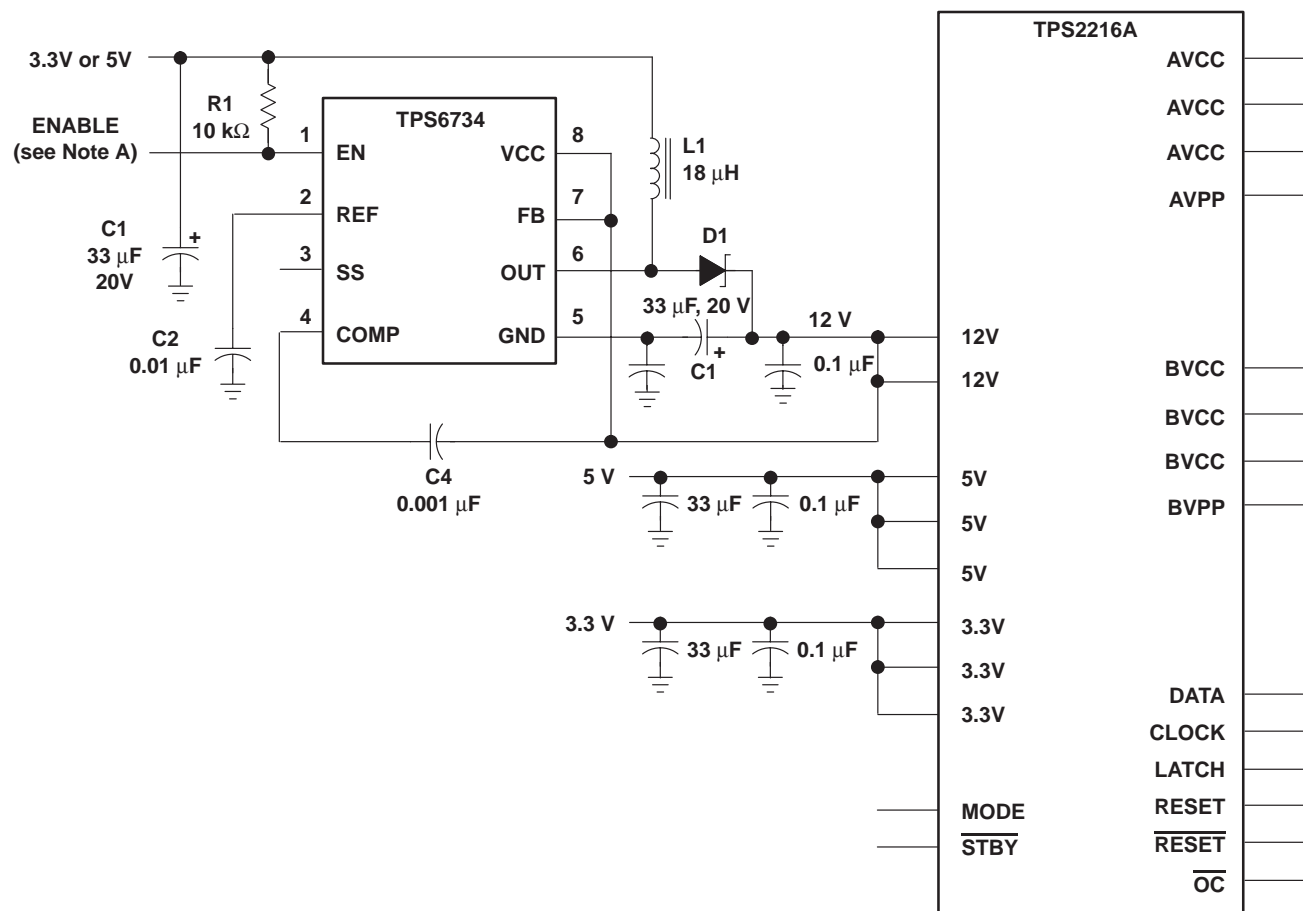 TPS2216A
3.3V or 5V
R1
10 kΩ
ENABLE
(see Note A)
TPS6734
1
EN
2
REF
3
SS
4
COMP
8
VCC
7
FB
6
OUT
5
GND
L1
18 μH
D1
C1
33 μF
20V
C2
0.01 μF
33 μF, 20 V
C1
+
+
12 V
0.1 μF
C4
0.001 μF
5 V
33 μF
0.1 μF
3.3 V
33 μF
0.1 μF
12V
12V
5V
5V
5V
3.3V
3.3V
3.3V
MODE
STBY
AVCC
AVCC
AVCC
AVPP
BVCC
BVCC
BVCC
BVPP
DATA
CLOCK
LATCH
RESET
RESET
OC